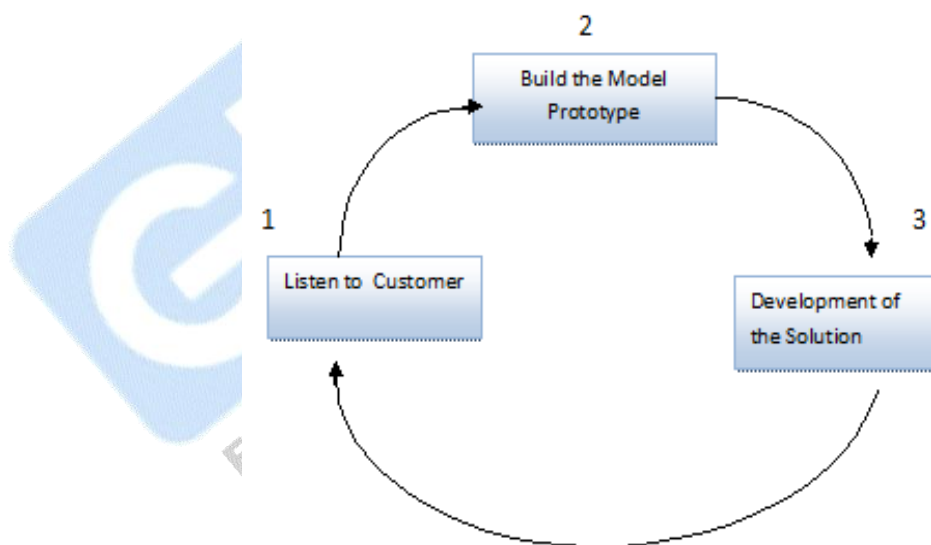 2
Build the Model
Prototype
1
3
Listen to Customer
Development of
the Solution